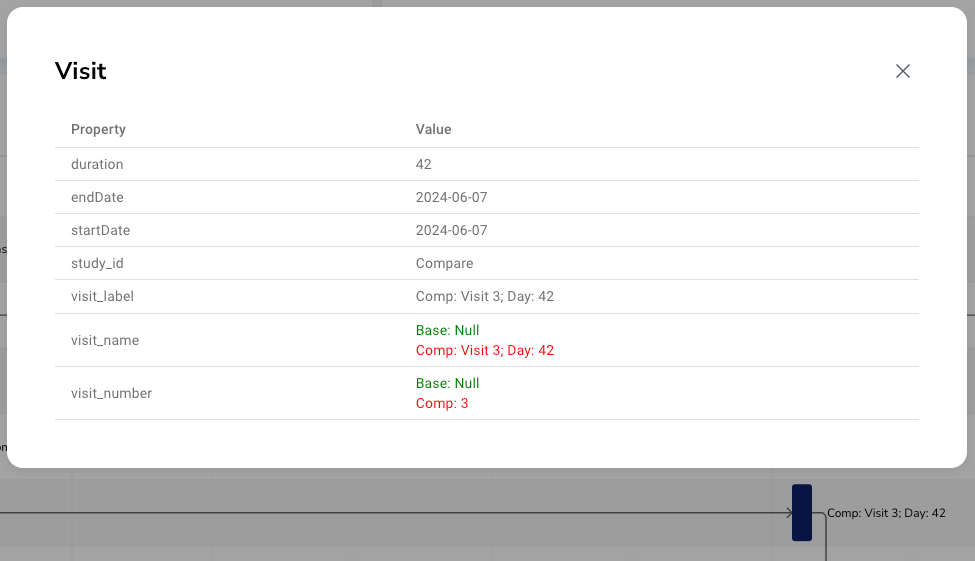 Visit
Property Value
duration 42
endDate 2024-06-07
startDate 2024-06-07
study_id Compare
visit_label Comp: Visit 3; Day: 42
visit_name
Base: Null
Comp: Visit 3; Day: 42
visit_number
Base: Null
Comp: 3
Comp: Visit 3; Day: 42